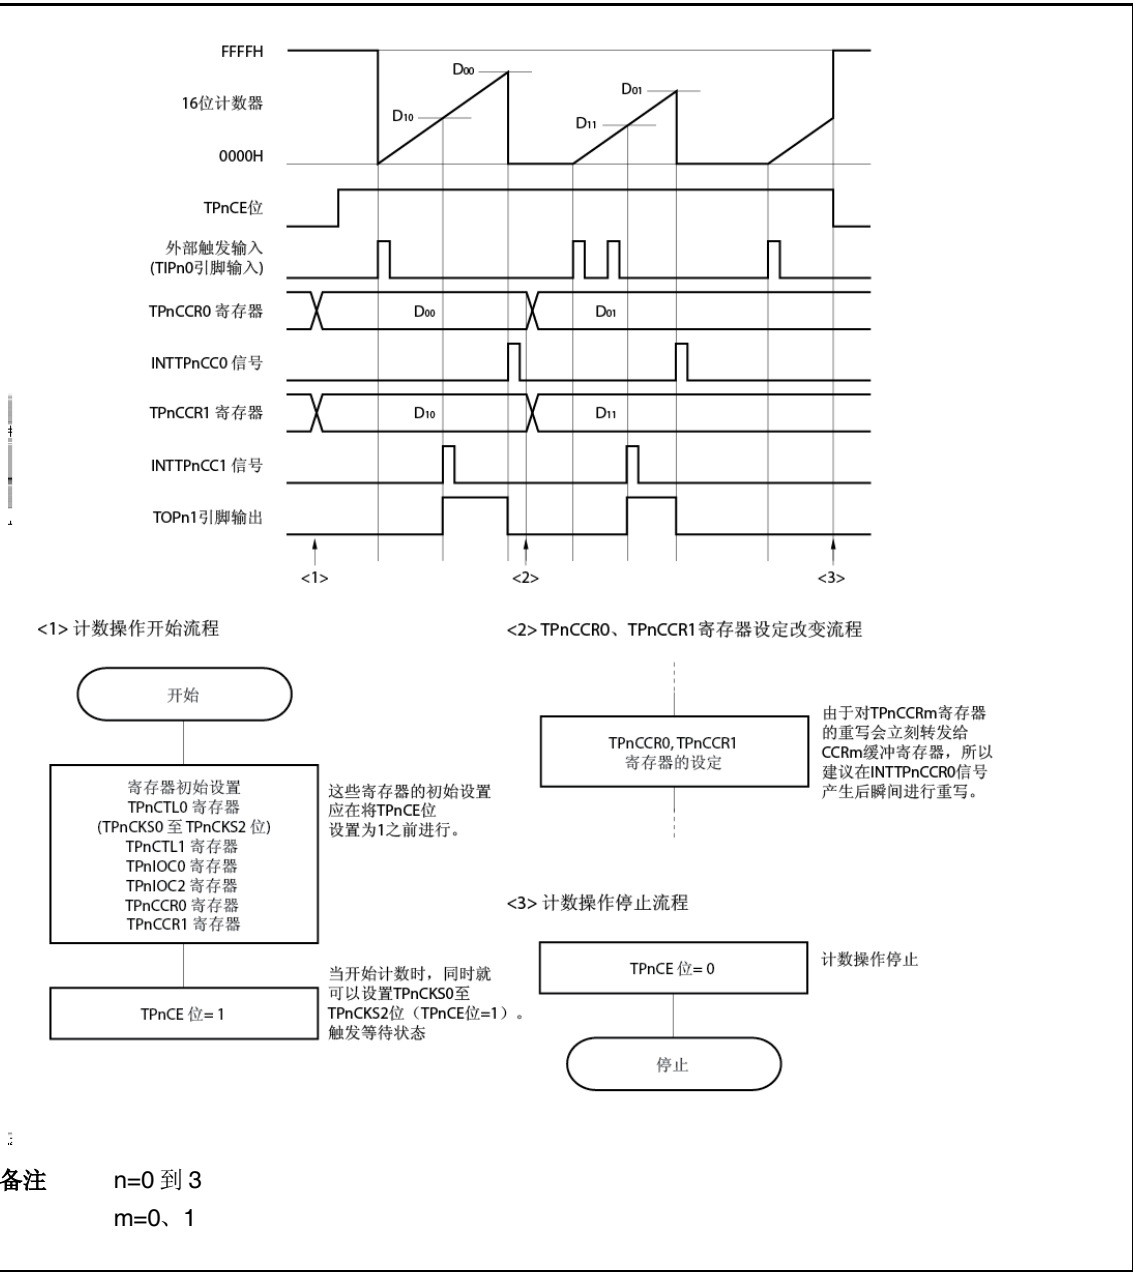 FFFFH
D00
D01
16位计数器
D10
D11
0000H
TPnCE位
外部触发输入
(TIPn0引脚输入)
TPnCCR0 寄存器
D00
D01
INTTPnCC0 信号
TPnCCR1 寄存器
D10
D11
INTTPnCC1 信号
TOPn1引脚输出
<1>
<2>
<3>
<1> 计数操作开始流程
开始
寄存器初始设置
TPnCTL0 寄存器
(TPnCKS0 至 TPnCKS2 位)
TPnCTL1 寄存器
TPnIOC0 寄存器
TPnIOC2 寄存器
TPnCCR0 寄存器
TPnCCR1 寄存器
这些寄存器的初始设置
应在将TPnCE位
设置为1之前进行。
TPnCE 位= 1
当开始计数时，同时就
可以设置TPnCKS0至
TPnCKS2位（TPnCE位=1）。
触发等待状态
<2> TPnCCR0、TPnCCR1寄存器设定改变流程
TPnCCR0, TPnCCR1
寄存器的设定
由于对TPnCCRm寄存器
的重写会立刻转发给
CCRm缓冲寄存器，所以
建议在INTTPnCCR0信号
产生后瞬间进行重写。
<3> 计数操作停止流程
TPnCE 位= 0
计数操作停止
停止
备注 n=0 到 3
m=0、1